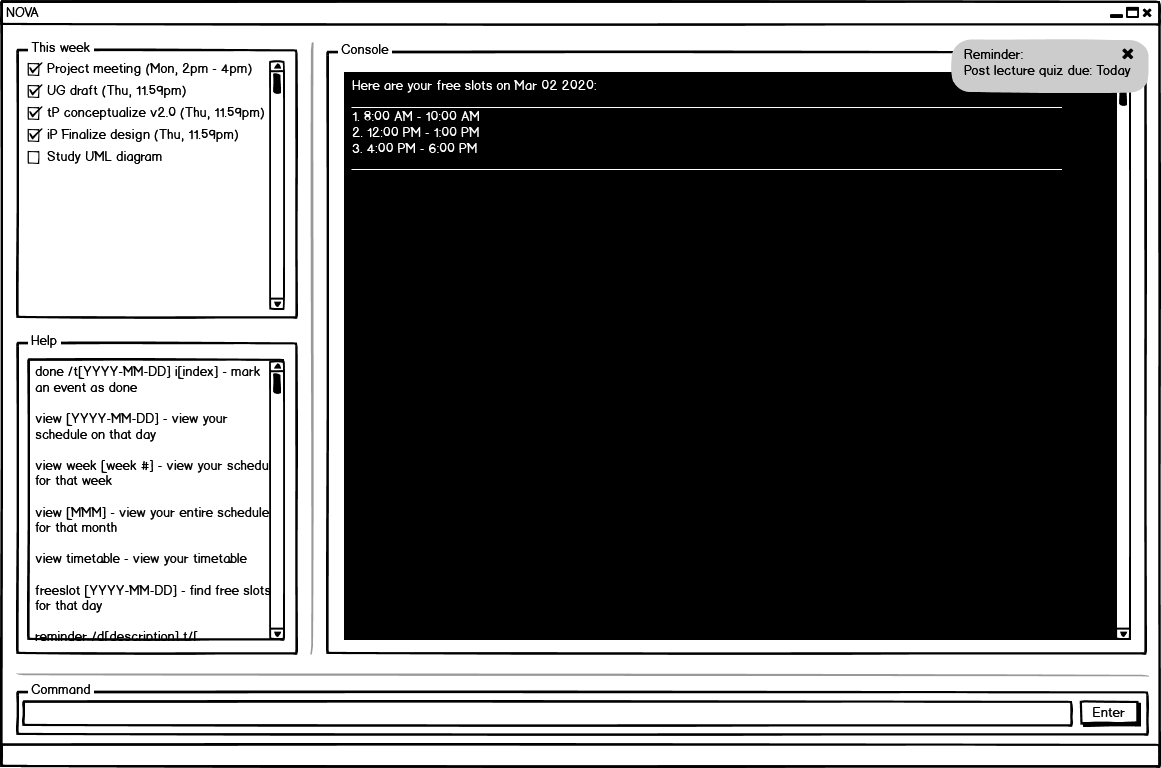 NOVA
This week
Project meeting (Mon, 2pm - 4pm)
UG draft (Thu, 11.59pm)
tP conceptualize v2.0 (Thu, 11.59pm)
iP Finalize design (Thu, 11.59pm)
Study UML diagram
Help
done /t[YYYY-MM-DD] i[index] - mark
an event as done
view [YYYY-MM-DD] - view your
schedule on that day
view week [week #] - view your schedu
for that week
view [MMM] - view your entire schedule
for that month
view timetable - view your timetable
freeslot [YYYY-MM-DD] - find free slots
for that day
reminder /d[description] t/[
Console
Reminder:
Post lecture quiz due: Today
Here are your free slots on Mar 02 2020:
1. 8:00 AM - 10:00 AM
2. 12:00 PM - 1:00 PM
3. 4:00 PM - 6:00 PM
Command
Enter